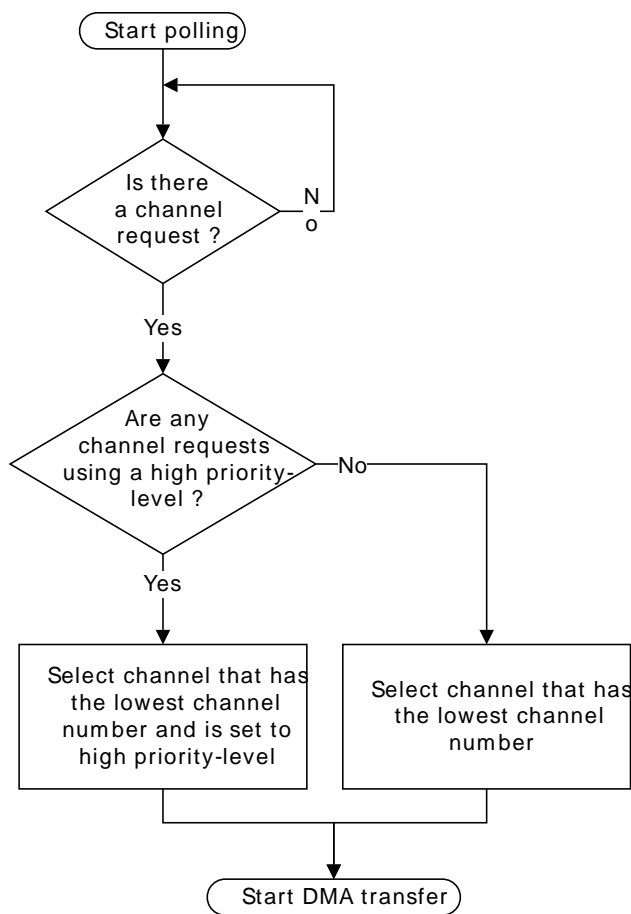 Start polling
Is there
a channel
request ?
N
o
Yes
Are any
channel requests
using a high priority-
level ?
No
Yes
Select channel that has
the lowest channel
number and is set to
high priority-level
Select channel that has
the lowest channel
number
Start DMA transfer